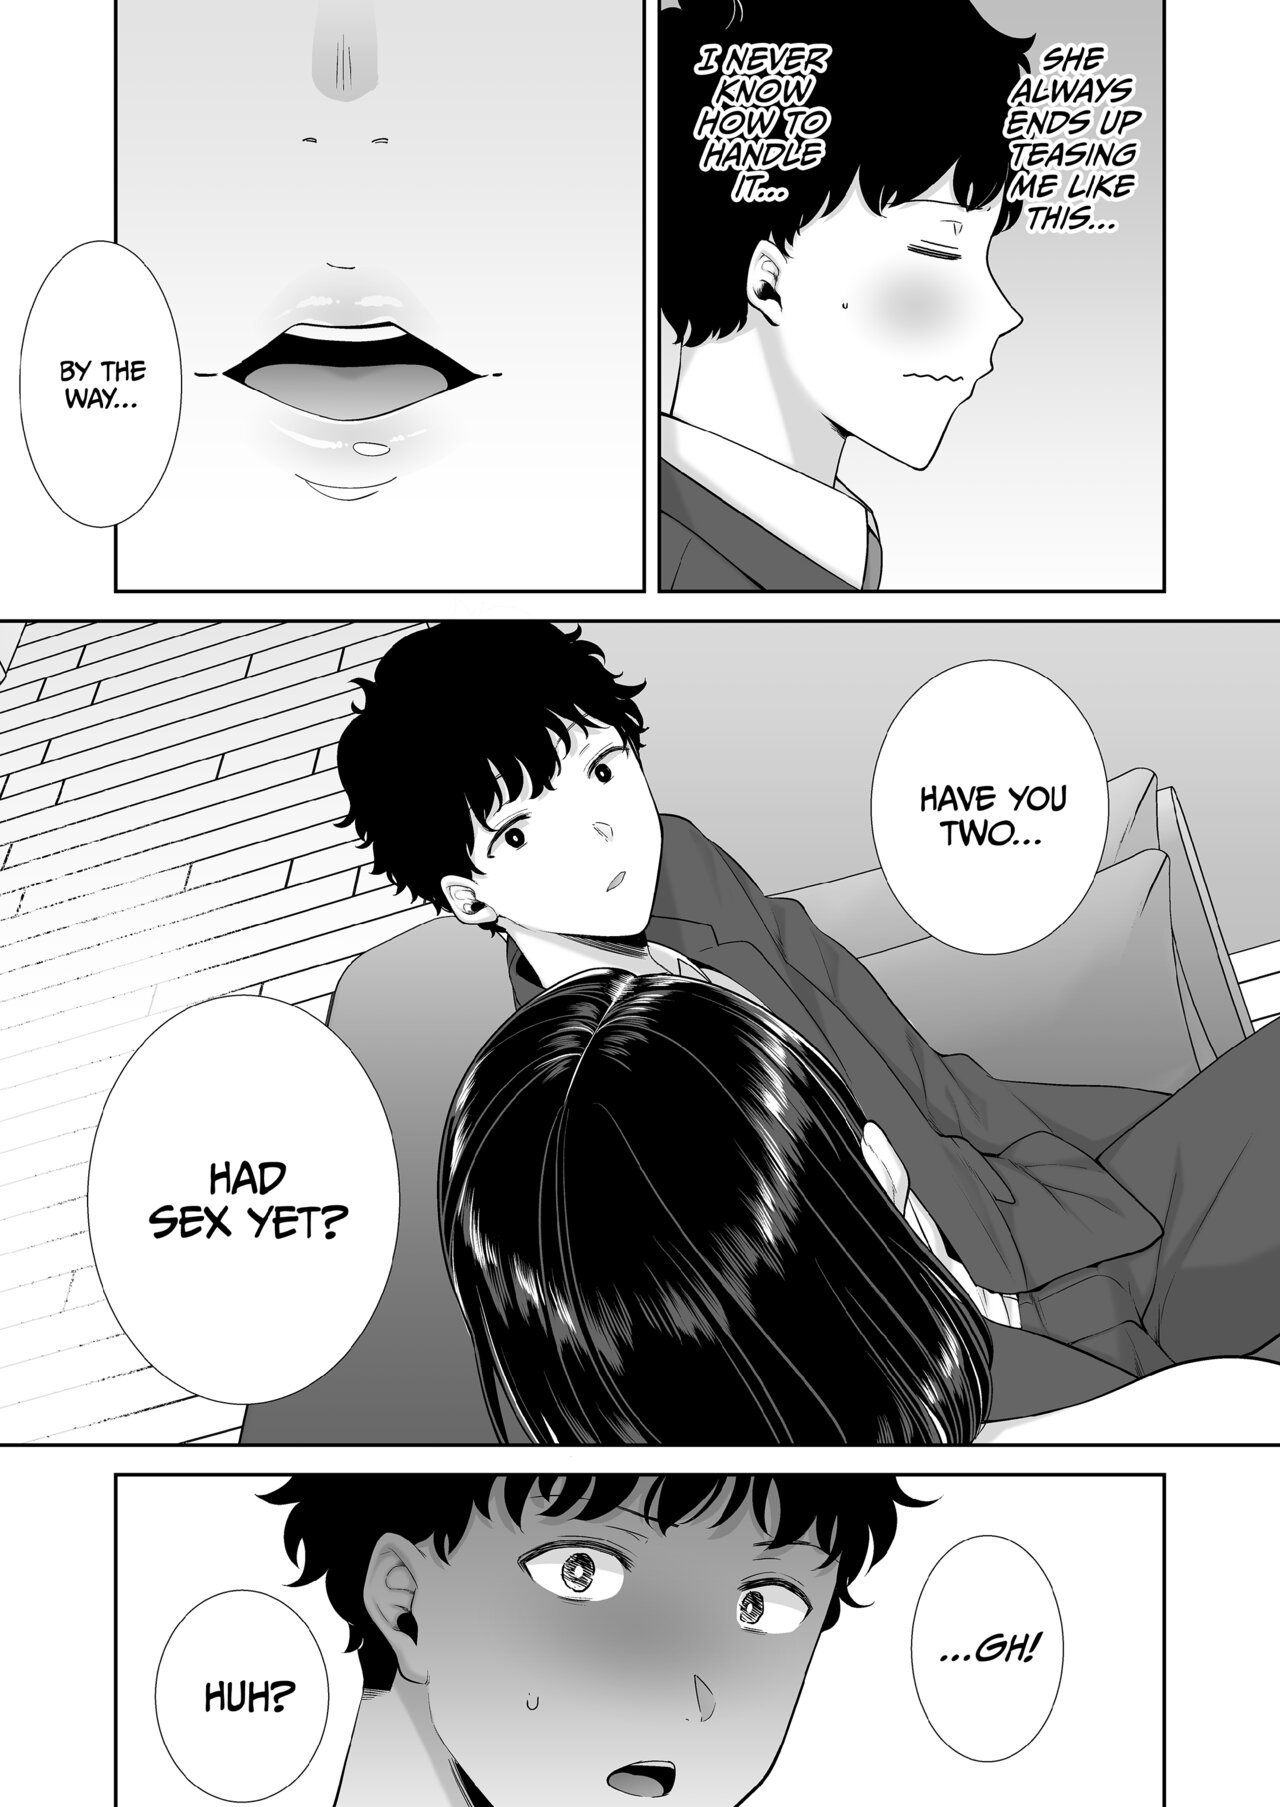 SHE
ALWAYS
ENDS UP
TEASING
ME LIKE
THIS...
I NEVER
KNOW
HOW TO
HANDLE
IT...
BY THE
WAY...
HAVE YOU
TWO...
HAD
SEX YET?
...GH!
HUH?